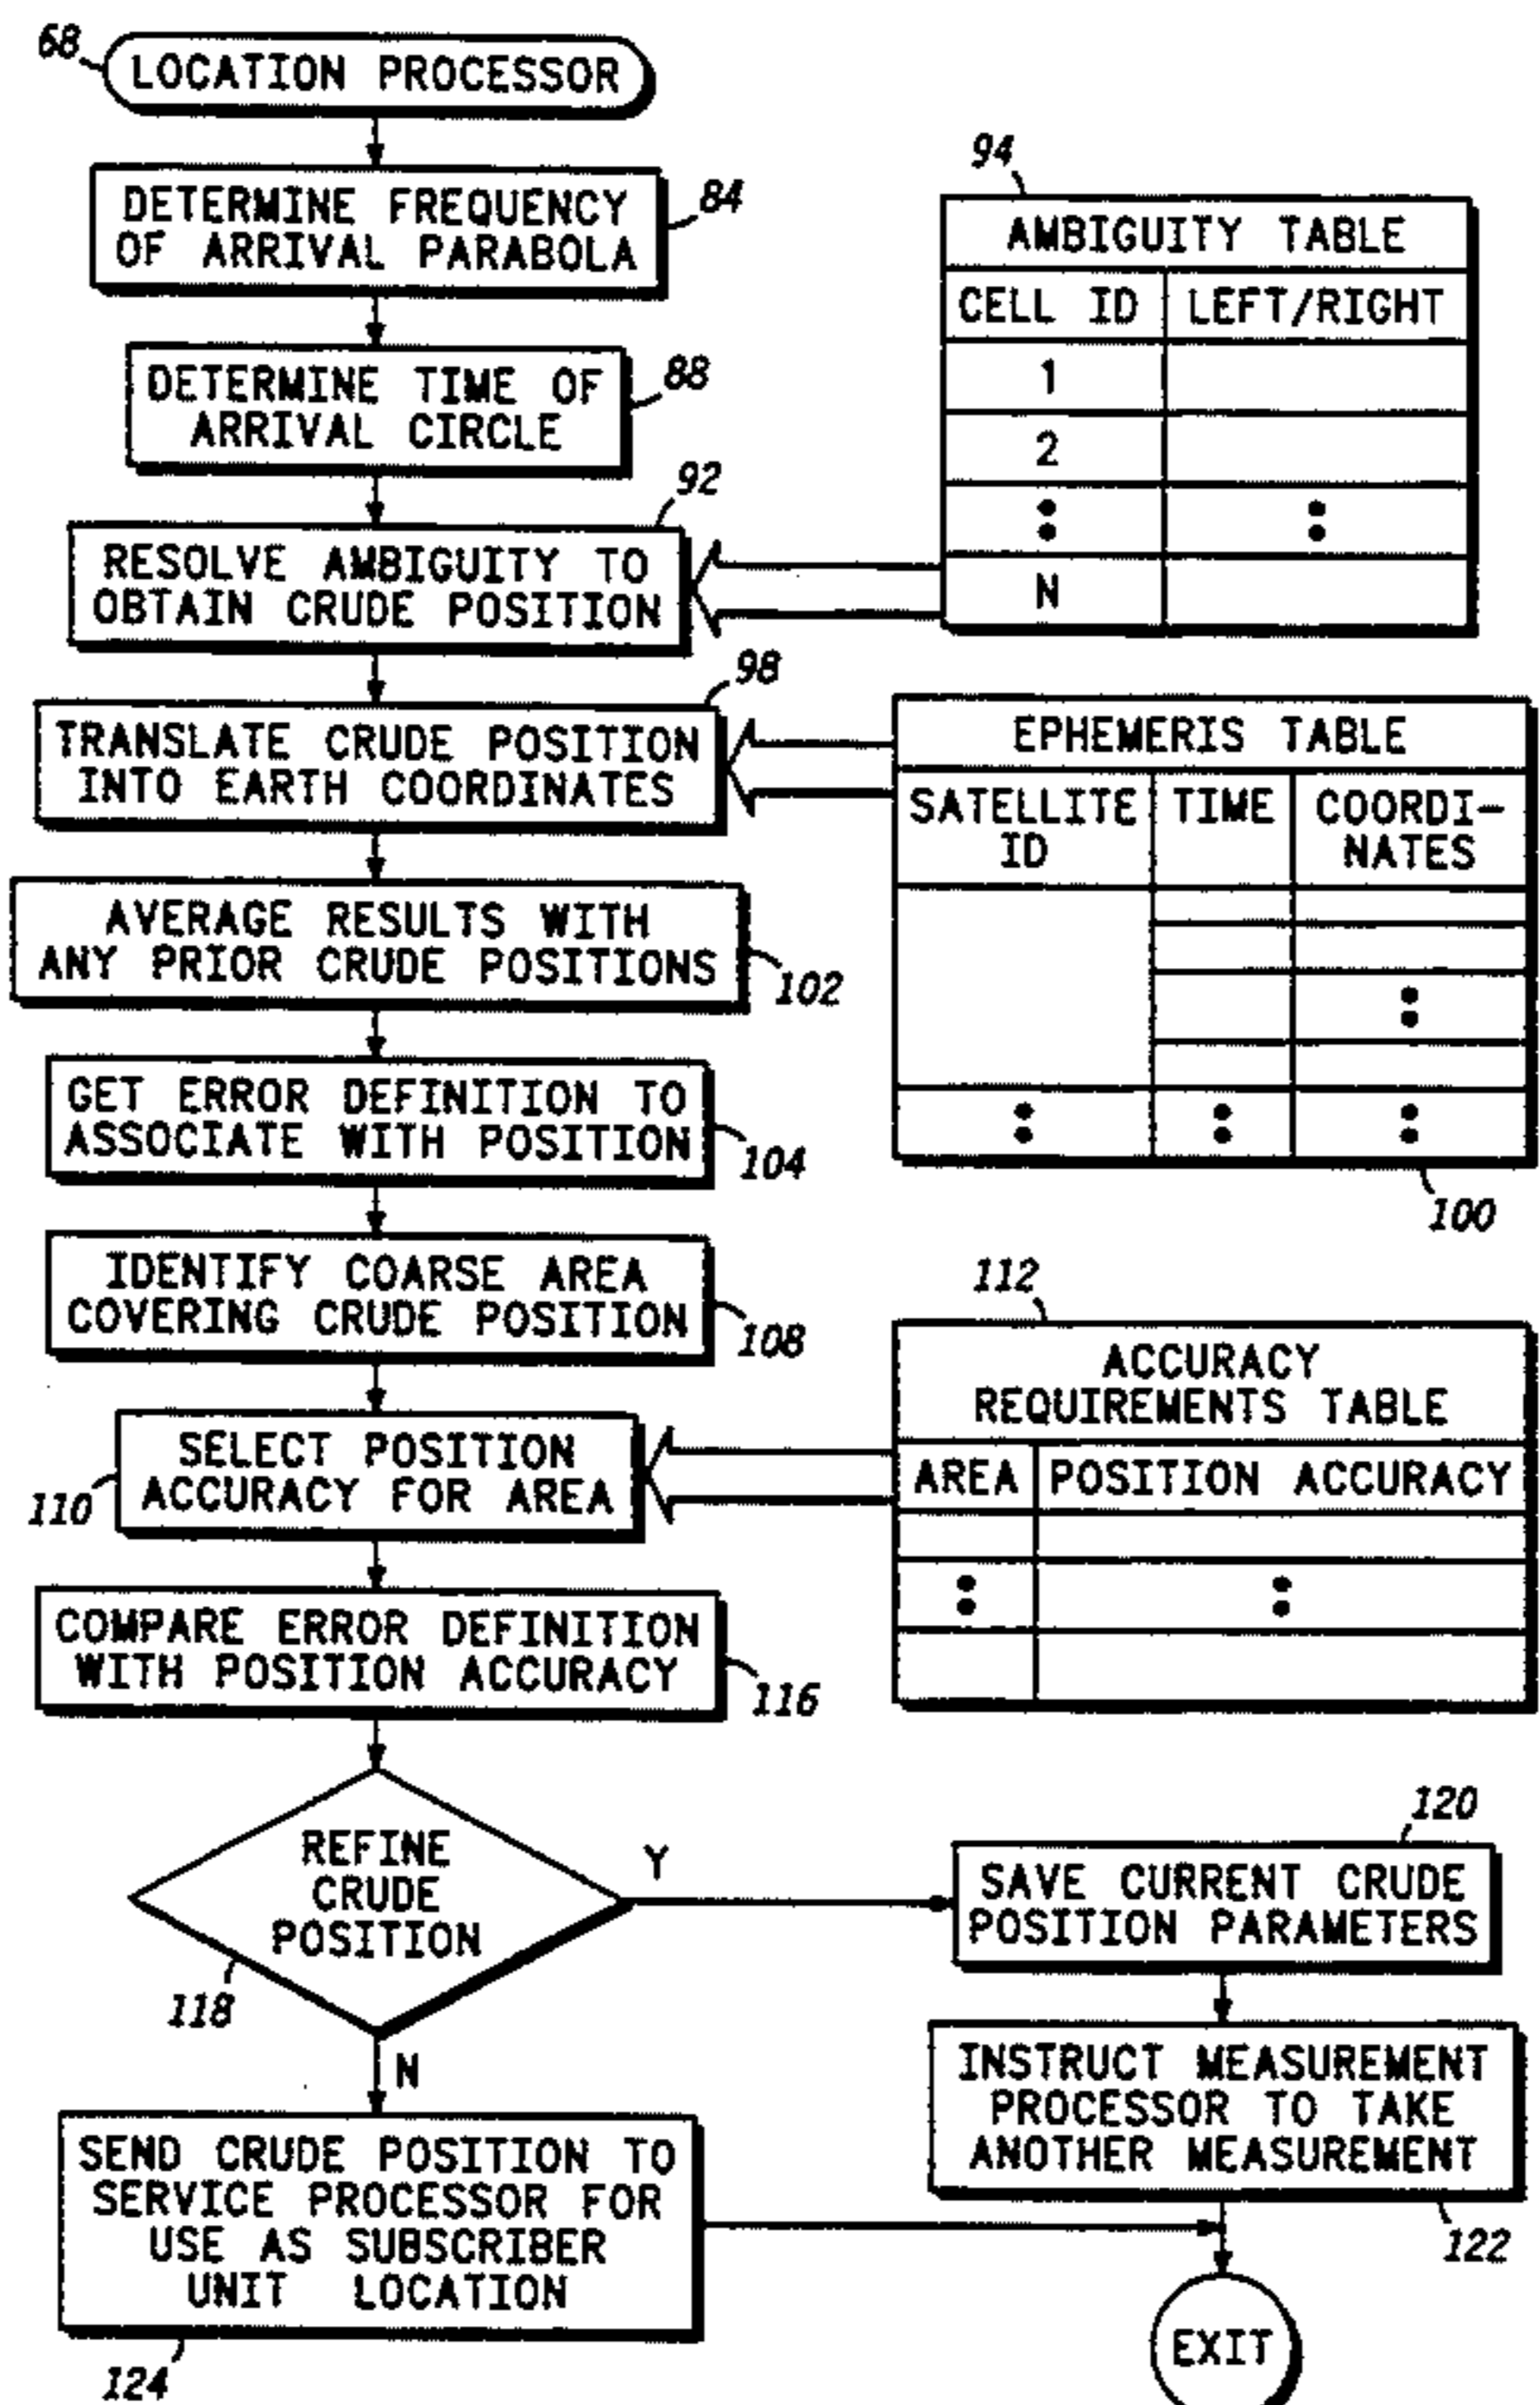 68
LOCATION PROCESSOR
DETERMINE FREQUENCY
OF ARRIVAL PARABOLA
84
DETERMINE TIME OF
ARRIVAL CIRCLE
88
92
RESOLVE AMBIGUITY TO
OBTAIN CRUDE POSITION
94
AMBIGUITY TABLE
CELL ID
LEFT/RIGHT
1
2
N
98
TRANSLATE CRUDE POSITION
INTO EARTH COORDINATES
EPHEMERIS TABLE
SATELLITE
ID
TIME
COORDI-
NATES
100
AVERAGE RESULTS WITH
ANY PRIOR CRUDE POSITIONS
102
GET ERROR DEFINITION TO
ASSOCIATE WITH POSITION
104
IDENTIFY COARSE AREA
COVERING CRUDE POSITION
108
SELECT POSITION
ACCURACY FOR AREA
110
112
ACCURACY
REQUIREMENTS TABLE
AREA
POSITION ACCURACY
COMPARE ERROR DEFINITION
WITH POSITION ACCURACY
116
REFINE
CRUDE
POSITION
118
Y
N
120
SAVE CURRENT CRUDE
POSITION PARAMETERS
INSTRUCT MEASUREMENT
PROCESSOR TO TAKE
ANOTHER MEASUREMENT
122
SEND CRUDE POSITION TO
SERVICE PROCESSOR FOR
USE AS SUBSCRIBER
UNIT LOCATION
124
EXIT